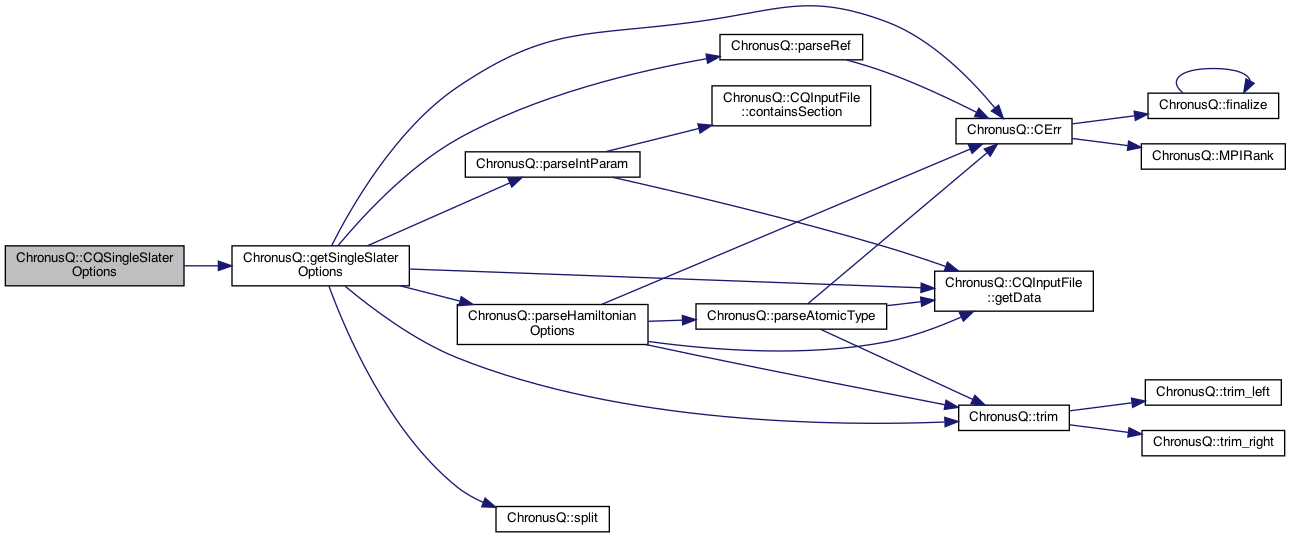 ChronusQ::parseRef
ChronusQ::CQInputFile
::containsSection
ChronusQ::finalize
ChronusQ::CErr
ChronusQ::MPIRank
ChronusQ::parseIntParam
ChronusQ::CQSingleSlater
Options
ChronusQ::getSingleSlater
Options
ChronusQ::CQInputFile
::getData
ChronusQ::parseHamiltonian
Options
ChronusQ::parseAtomicType
ChronusQ::trim_left
ChronusQ::trim
ChronusQ::trim_right
ChronusQ::split